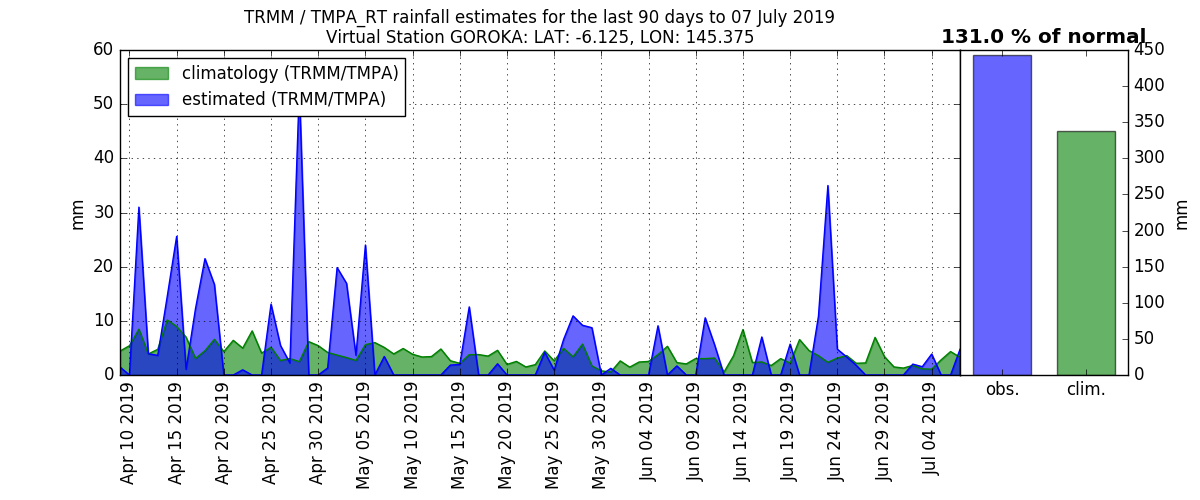 TRMM / TMPA_RT rainfall estimates for the last 90 days to 07 July 2019
Virtual Station GOROKA: LAT: -6.125, LON: 145.375
131.0 % of normal
climatology (TRMM/TMPA)
estimated (TRMM/TMPA)
60
50
40
30
20
10
0
mm
Apr 10 2019
Apr 15 2019
Apr 20 2019
Apr 25 2019
Apr 30 2019
May 05 2019
May 10 2019
May 15 2019
May 20 2019
May 25 2019
May 30 2019
Jun 04 2019
Jun 09 2019
Jun 14 2019
Jun 19 2019
Jun 24 2019
Jun 29 2019
Jul 04 2019
obs.
clim.
450
400
350
300
250
200
150
100
50
0
mm